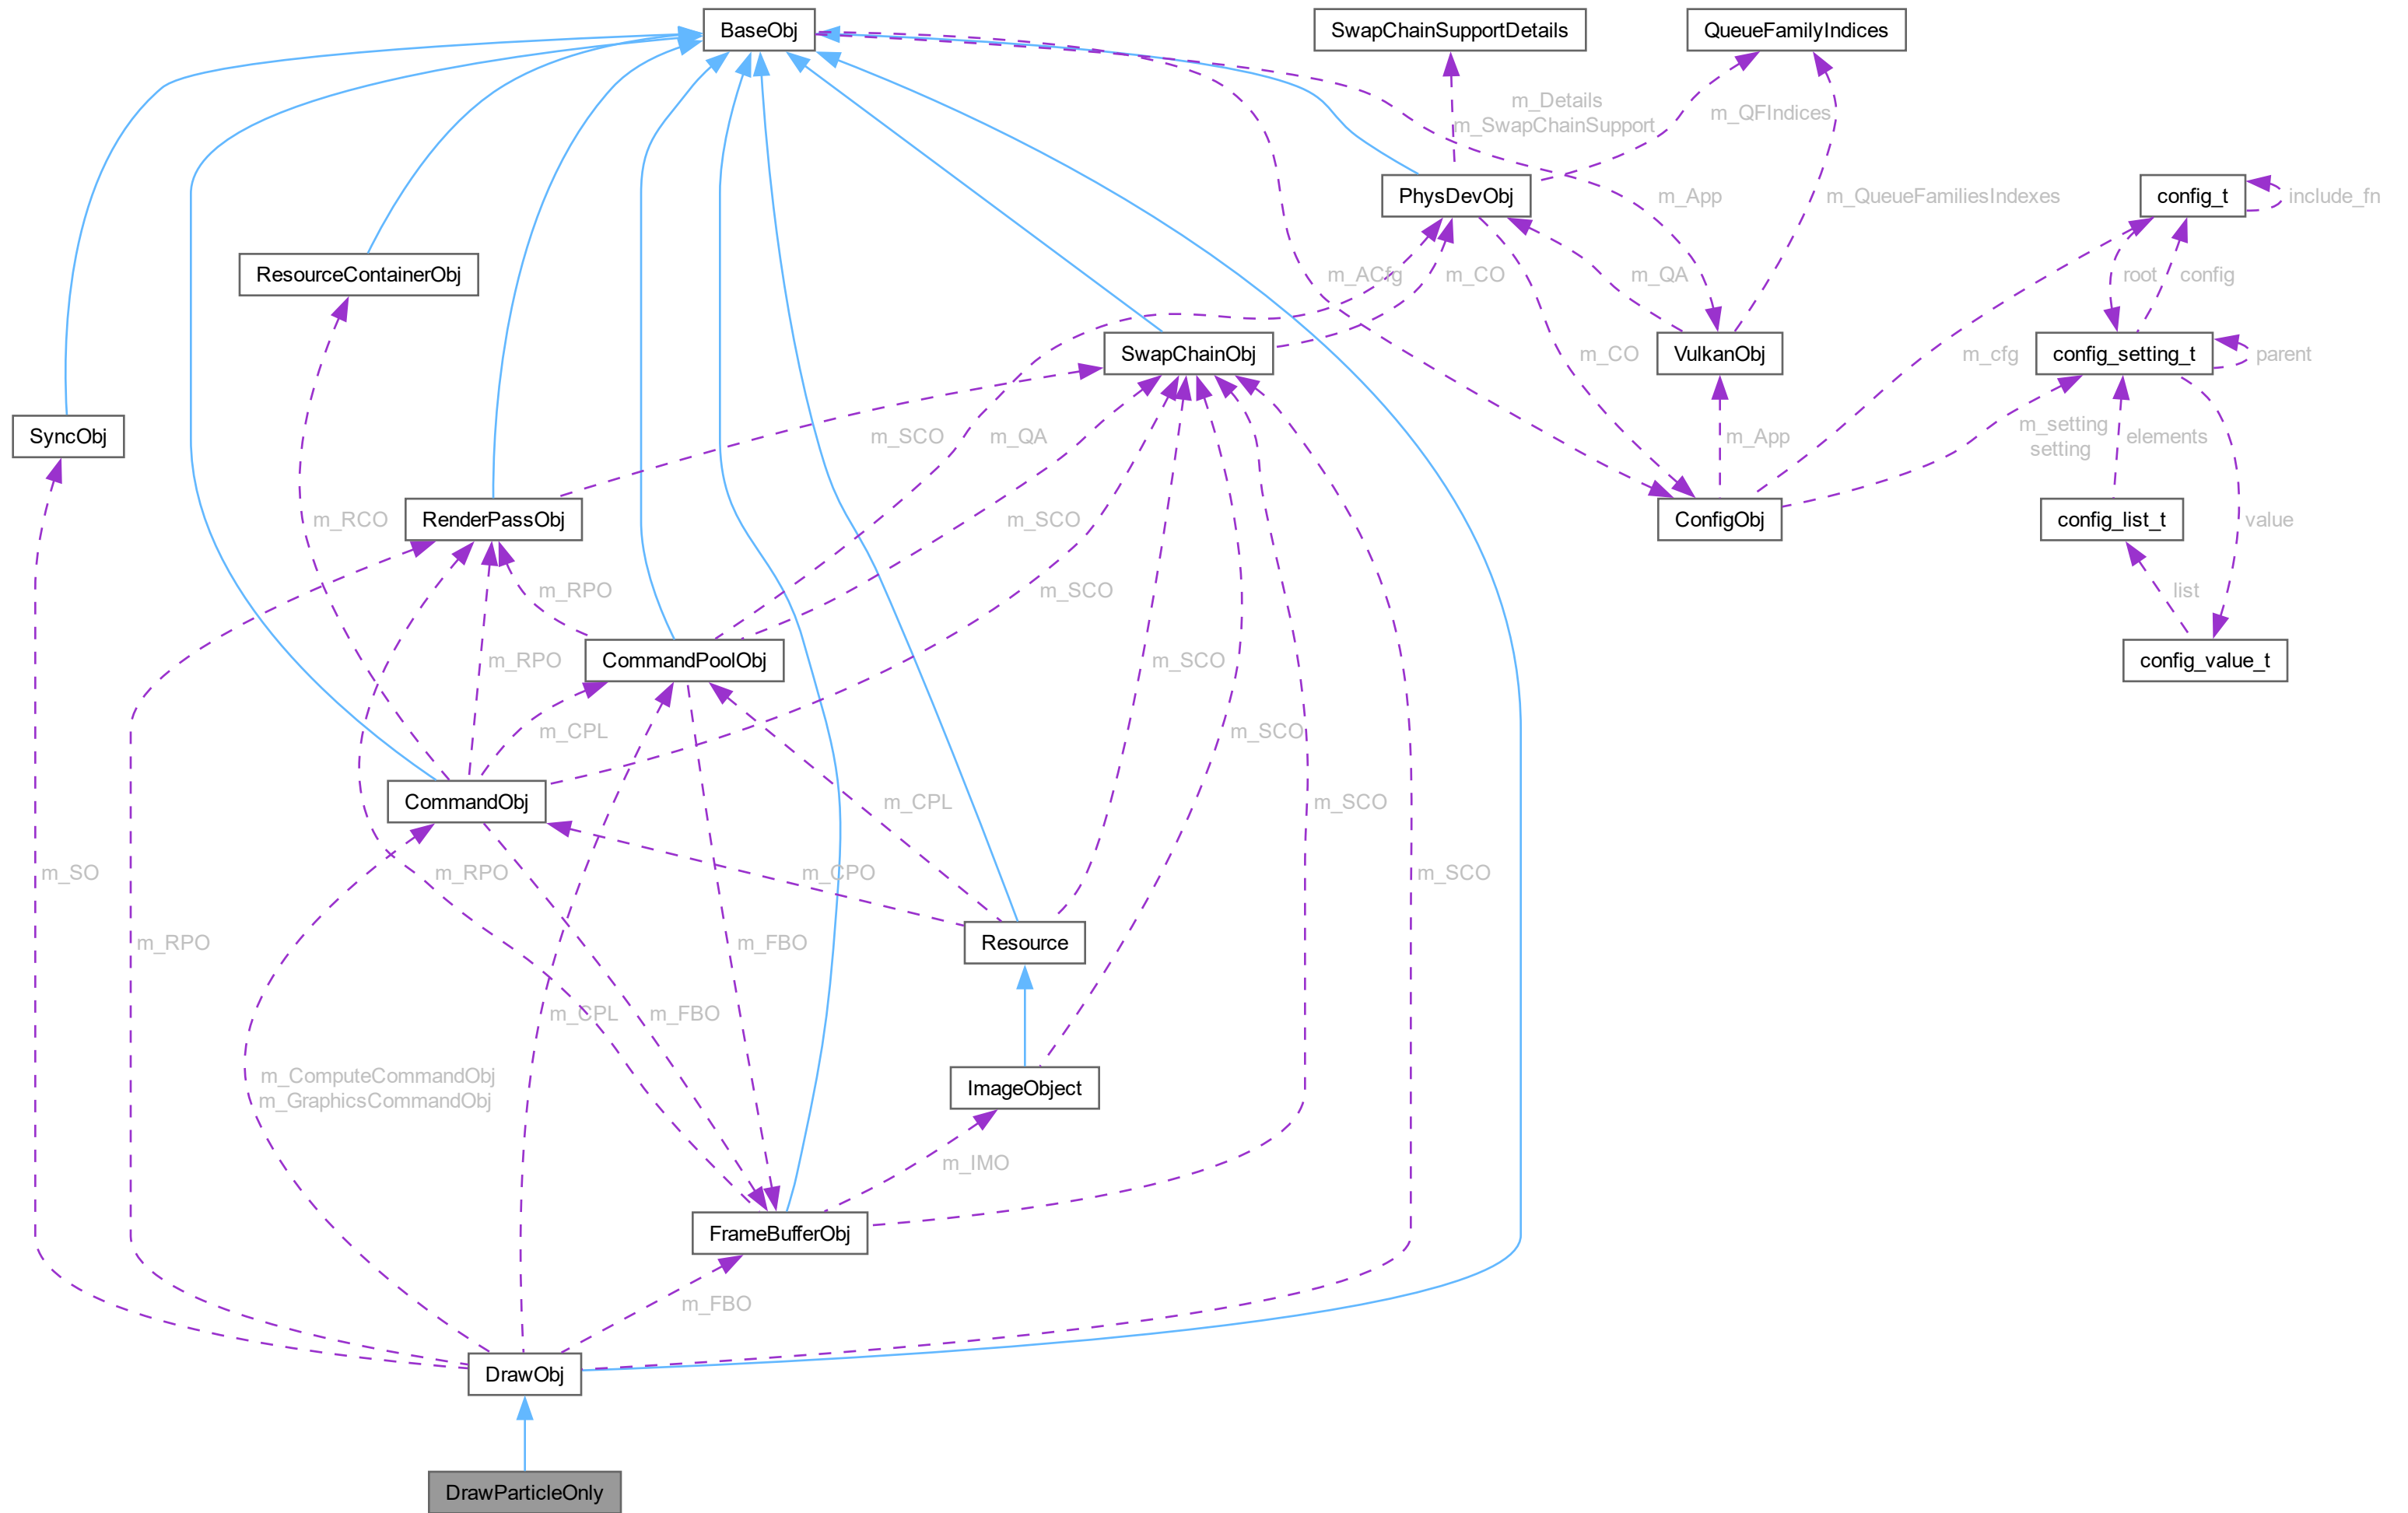 BaseObj
SwapChainSupportDetails
QueueFamilyIndices
m_Details
m_SwapChainSupport
m_QFIndices
PhysDevObj
m_App
m_QueueFamiliesIndexes
config_t
include_fn
ResourceContainerObj
m_ACfg
m_CO
m_QA
root
config
SwapChainObj
m_CO
VulkanObj
m_cfg
config_setting_t
parent
SyncObj
m_SCO
m_QA
m_App
m_setting
setting
elements
m_RCO
RenderPassObj
m_SCO
ConfigObj
config_list_t
value
m_RPO
m_SCO
list
m_RPO
CommandPoolObj
m_SCO
config_value_t
m_CPL
m_SCO
CommandObj
m_CPL
m_SCO
m_SO
m_RPO
m_CPO
m_SCO
m_RPO
m_FBO
Resource
m_CPL
m_FBO
m_ComputeCommandObj
m_GraphicsCommandObj
ImageObject
m_IMO
FrameBufferObj
m_FBO
DrawObj
DrawParticleOnly